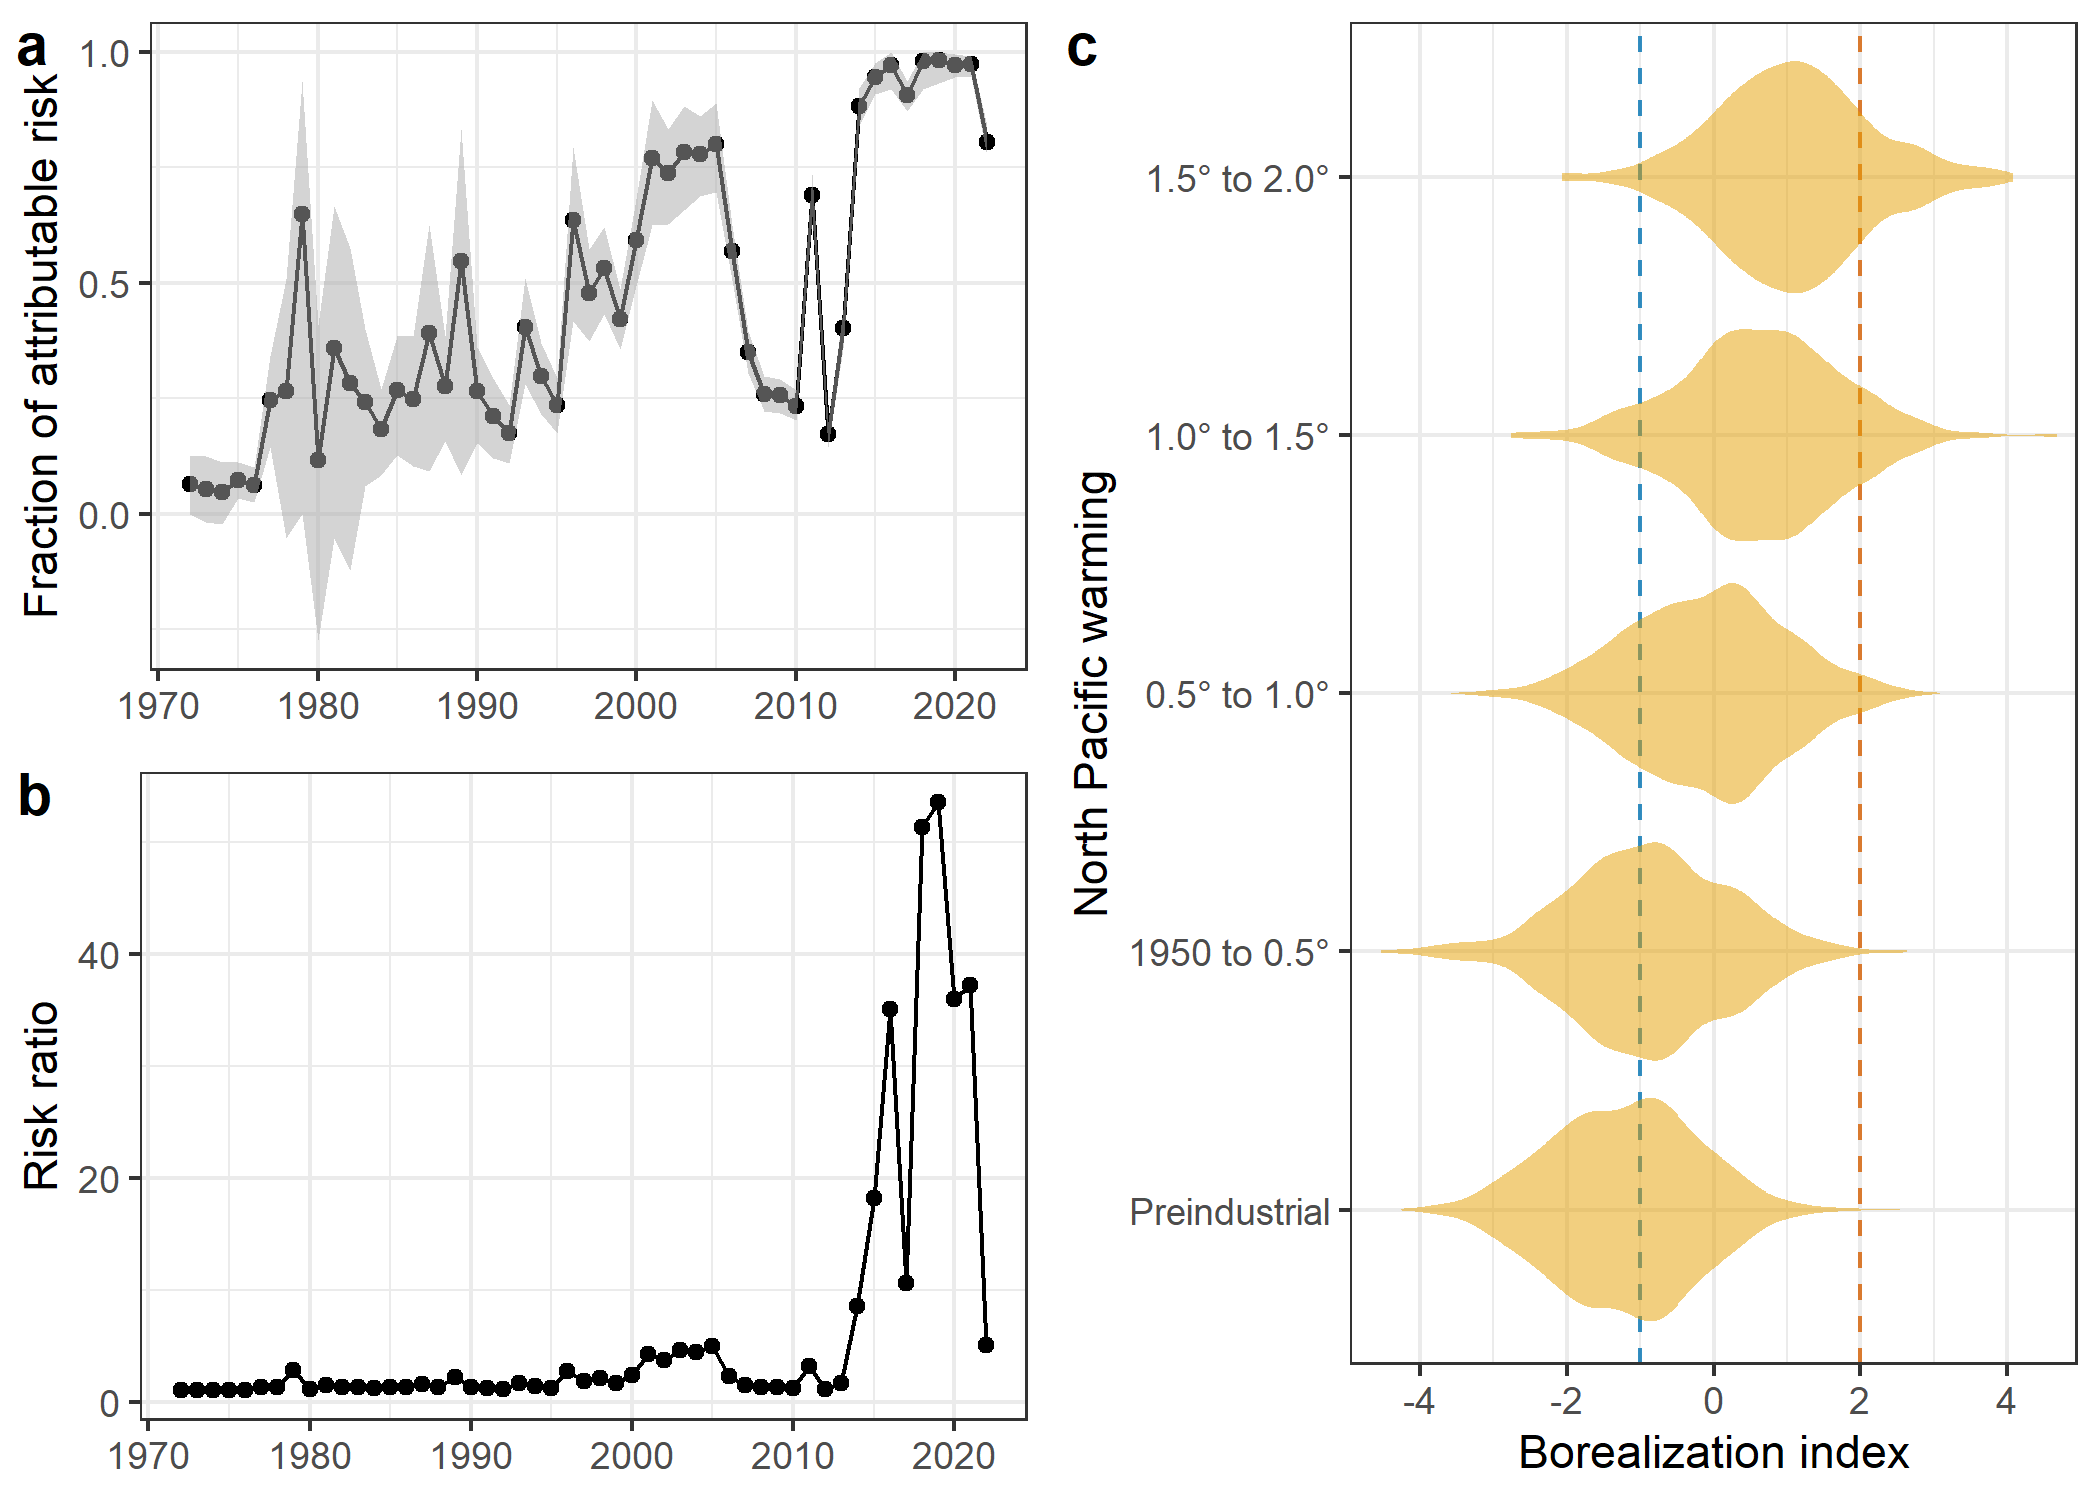 a
Fraction of attributable risk
1.0
0.5
0.0
1970 1980 1990 2000 2010 2020
b
Risk ratio
40
20
0
1970 1980 1990 2000 2010 2020
c
North Pacific warming
1.5° to 2.0°
1.0° to 1.5°
0.5° to 1.0°
1950 to 0.5°
Preindustrial
-4 -2 0 2 4
Borealization index